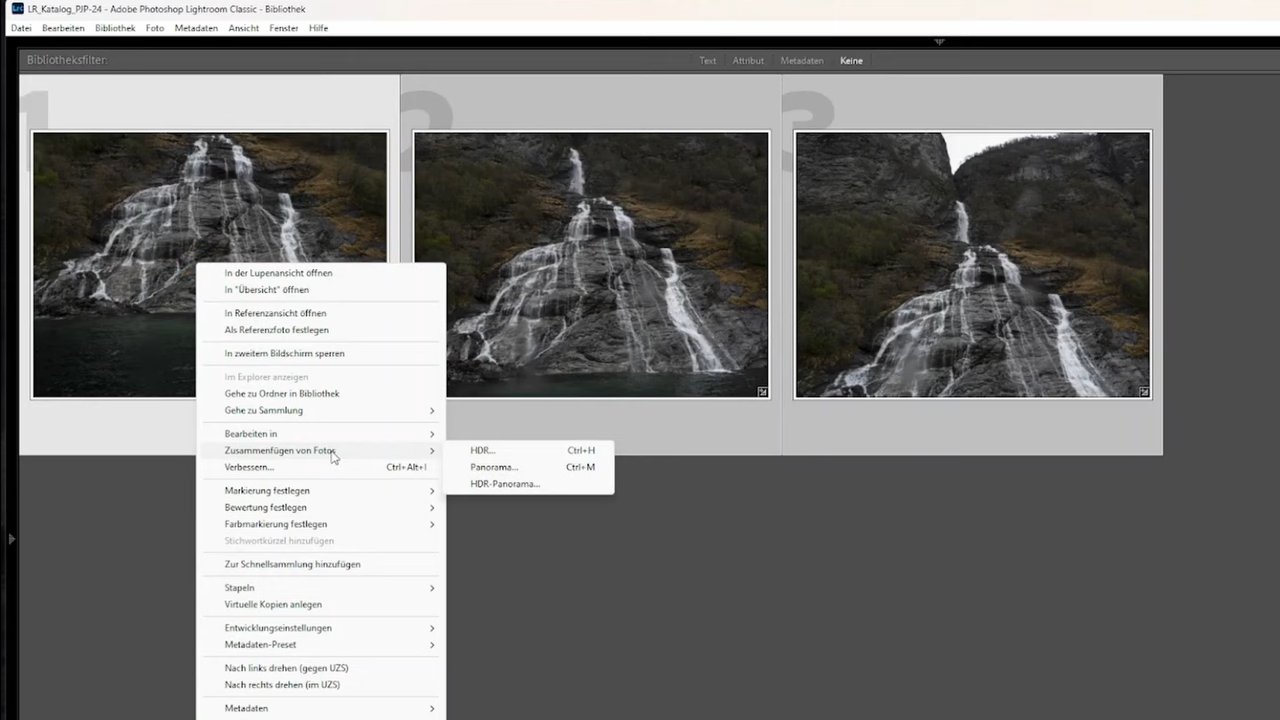 LR_Katalog_PJP-24 - Adobe Photoshop Lightroom Classic - Bibliothek
Datei Bearbeiten Bibliothek Foto Metadaten Ansicht Fenster Hilfe
Bibliotheksfilter: Text Attribut Metadaten Keine
1 2 3
In der Lupenansicht öffnen
In "Übersicht" öffnen
In Referenzansicht öffnen
Als Referenzfoto festlegen
In zweitem Bildschirm sperren
Im Explorer anzeigen
Gehe zu Ordner in Bibliothek
Gehe zu Sammlung
Bearbeiten in
Zusammenfügen von Fotos
Verbessern... Ctrl+Alt+I
Markierung festlegen
Bewertung festlegen
Farbmarkierung festlegen
Stichwortkürzel hinzufügen
Zur Schnellsammlung hinzufügen
Stapeln
Virtuelle Kopien anlegen
Entwicklungseinstellungen
Metadaten-Preset
Nach links drehen (gegen UZS)
Nach rechts drehen (im UZS)
Metadaten
HDR... Ctrl+H
Panorama... Ctrl+M
HDR-Panorama...